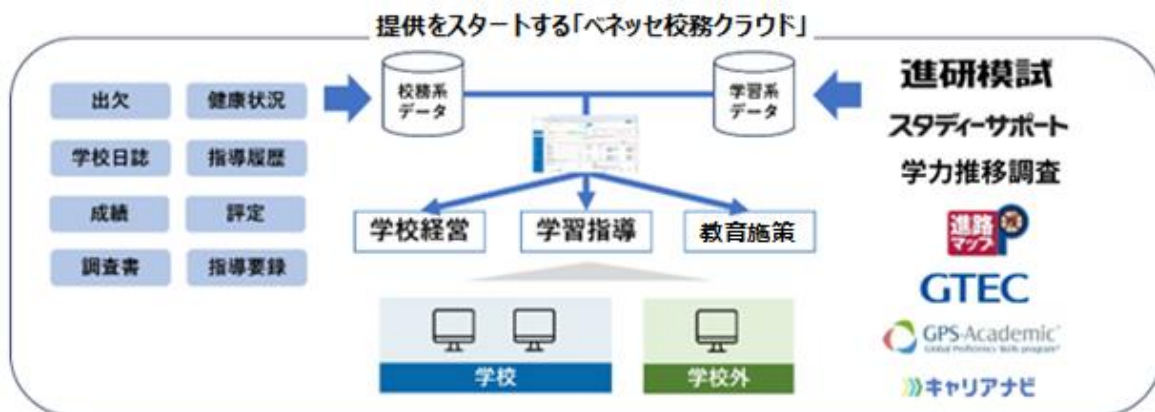 提供をスタートする「ベネッセ校務クラウド」
出欠
健康状況
学校日誌
指導履歴
成績
評定
調査書
指導要録
校務系
データ
学習系
データ
進研模試
スタディーサポート
学力推移調査
進路
マップ
GTEC
GPS-Academic
Global Proficiency Skills program
キャリアナビ
学校経営
学習指導
教育施策
学校
学校外